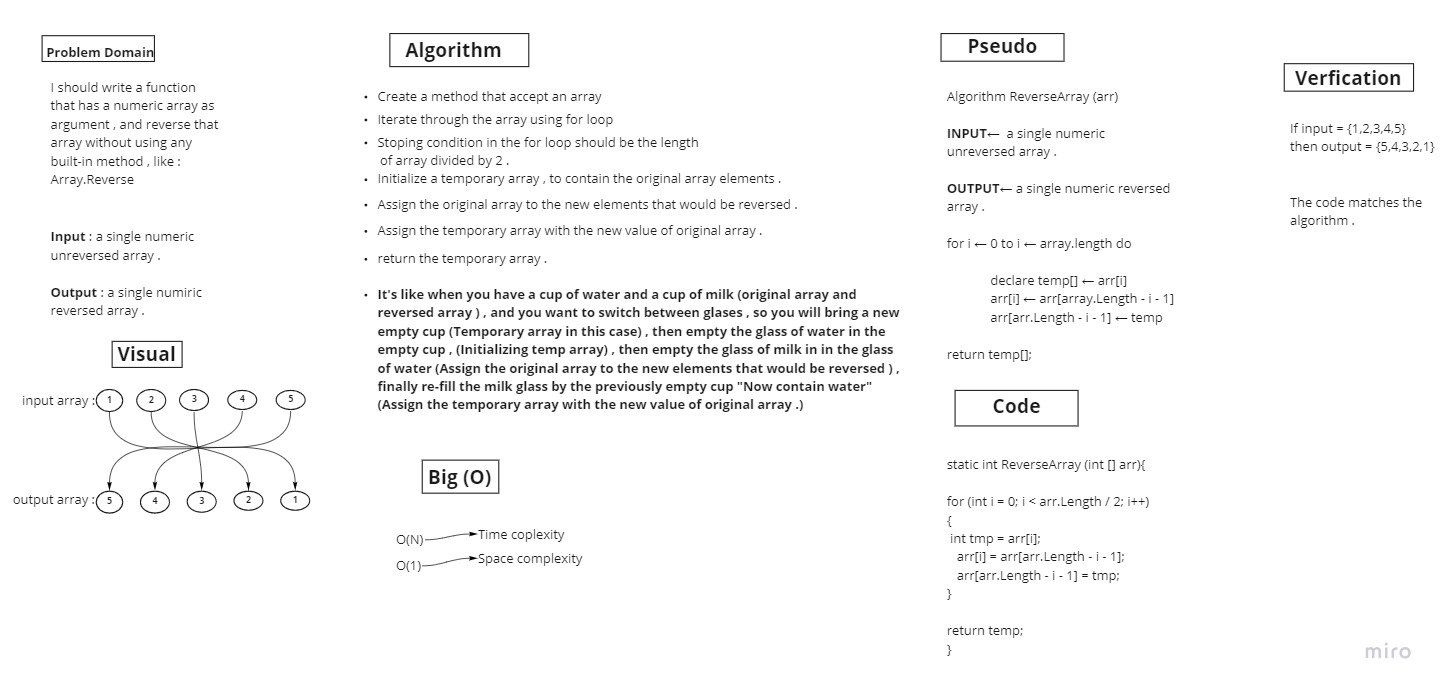 Problem Domain
I should write a function
that has a numeric array as
argument , and reverse that
array without using any
built-in method , like :
Array.Reverse
Input : a single numeric
unreversed array .
Output : a single numiric
reversed array .
Visual
input array :
1 2 3 4 5
output array :
5 4 3 2 1
Algorithm
• Create a method that accept an array
• Iterate through the array using for loop
• Stoping condition in the for loop should be the length
of array divided by 2 .
• Initialize a temporary array , to contain the original array elements .
• Assign the original array to the new elements that would be reversed .
• Assign the temporary array with the new value of original array .
• return the temporary array .
• It's like when you have a cup of water and a cup of milk (original array and
reversed array ) , and you want to switch between glases , so you will bring a new
empty cup (Temporary array in this case) , then empty the glass of water in the
empty cup , (Initializing temp array) , then empty the glass of milk in in the glass
of water (Assign the original array to the new elements that would be reversed ) ,
finally re-fill the milk glass by the previously empty cup "Now contain water"
(Assign the temporary array with the new value of original array .)
Big (O)
O(N) Time coplexity
O(1) Space complexity
Pseudo
Algorithm ReverseArray (arr)
INPUT← a single numeric
unreversed array .
OUTPUT← a single numeric reversed
array .
for i ← 0 to i ← array.length do
declare temp[] ← arr[i]
arr[i] ← arr[array.Length - i - 1]
arr[arr.Length - i - 1] ← temp
return temp[];
Code
static int ReverseArray (int [] arr){
for (int i = 0; i < arr.Length / 2; i++)
{
int tmp = arr[i];
arr[i] = arr[arr.Length - i - 1];
arr[arr.Length - i - 1] = tmp;
}
return temp;
}
Verfication
If input = {1,2,3,4,5}
then output = {5,4,3,2,1}
The code matches the
algorithm .
miro